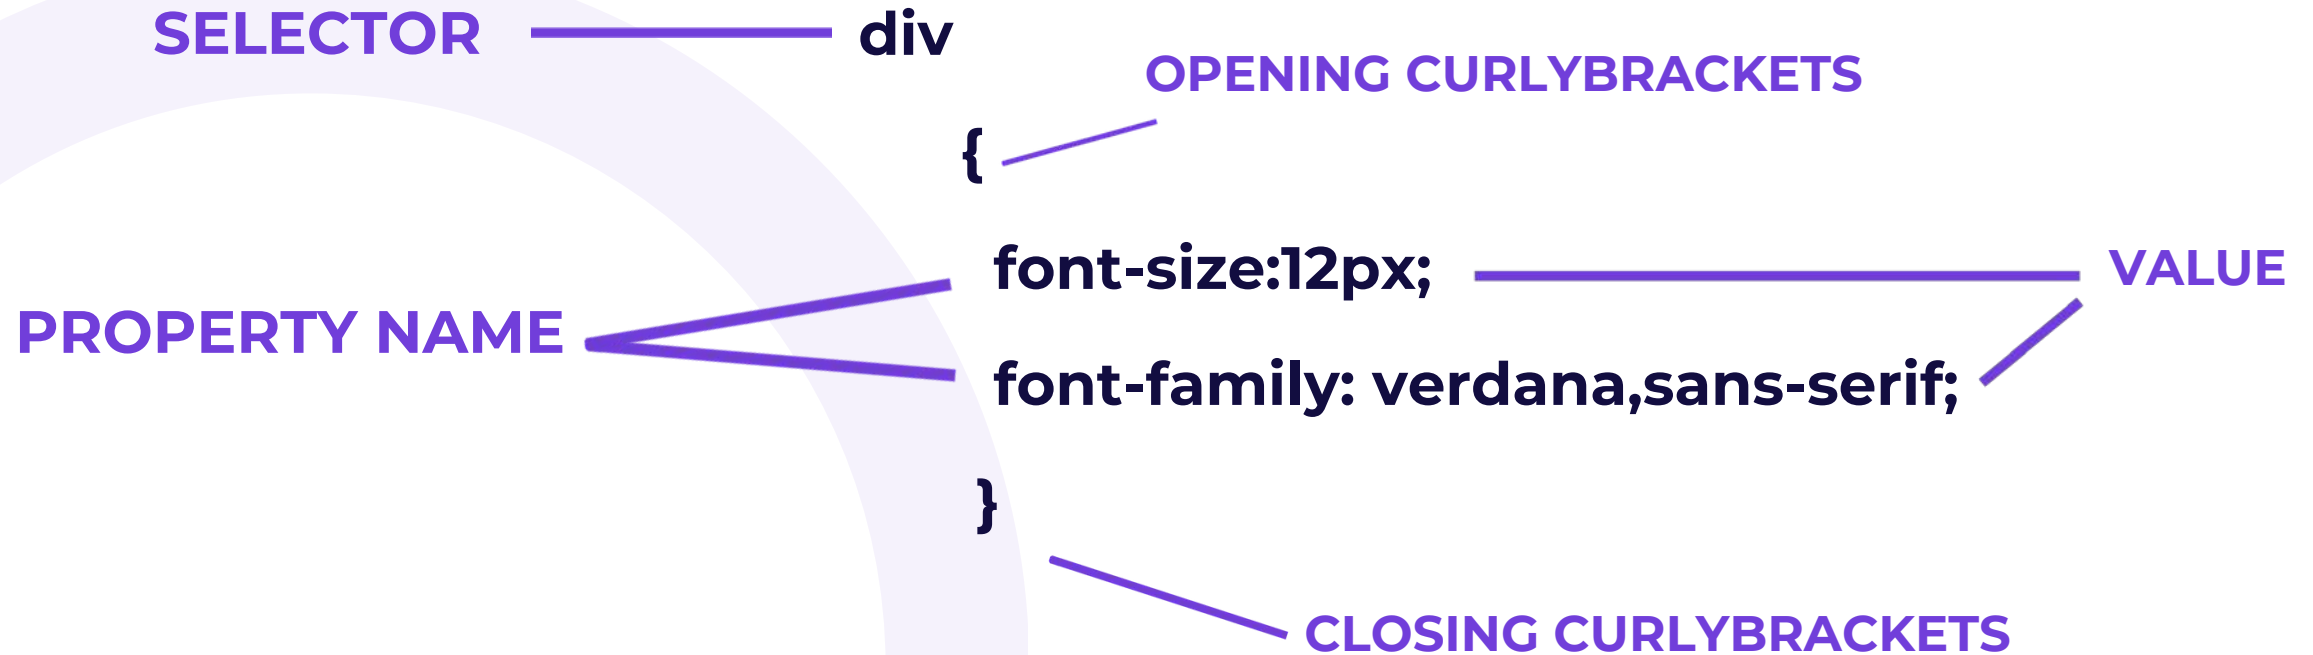 SELECTOR
div
OPENING CURLYBRACKETS
{
font-size:12px;
VALUE
PROPERTY NAME
font-family: verdana,sans-serif;
}
CLOSING CURLYBRACKETS